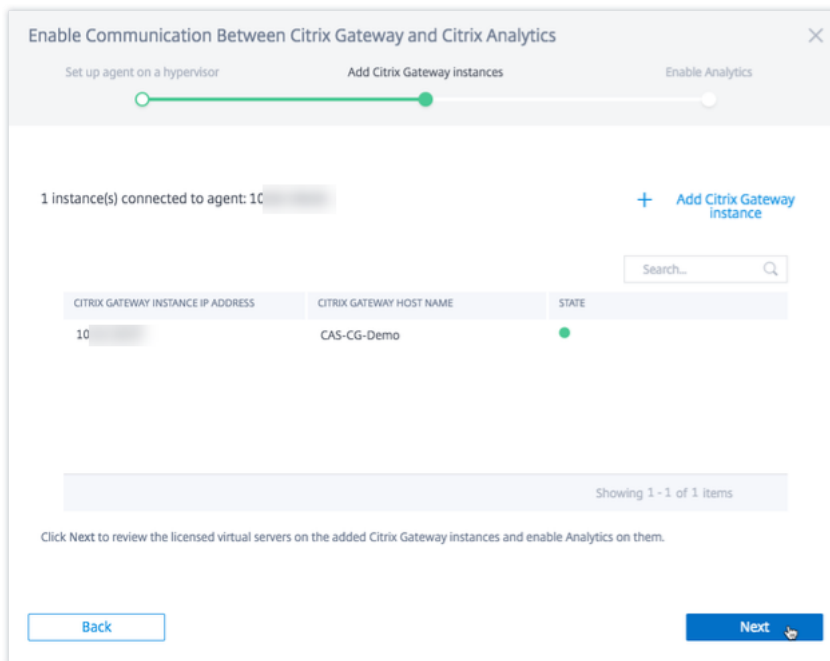 Enable Communication Between Citrix Gateway and Citrix Analytics
Set up agent on a hypervisor
Add Citrix Gateway instances
Enable Analytics
1 instance(s) connected to agent: 10
+ Add Citrix Gateway
instance
Search...
CITRIX GATEWAY INSTANCE IP ADDRESS
CITRIX GATEWAY HOST NAME
STATE
10
CAS-CG-Demo
Showing 1 - 1 of 1 items
Click Next to review the licensed virtual servers on the added Citrix Gateway instances and enable Analytics on them.
Back
Next